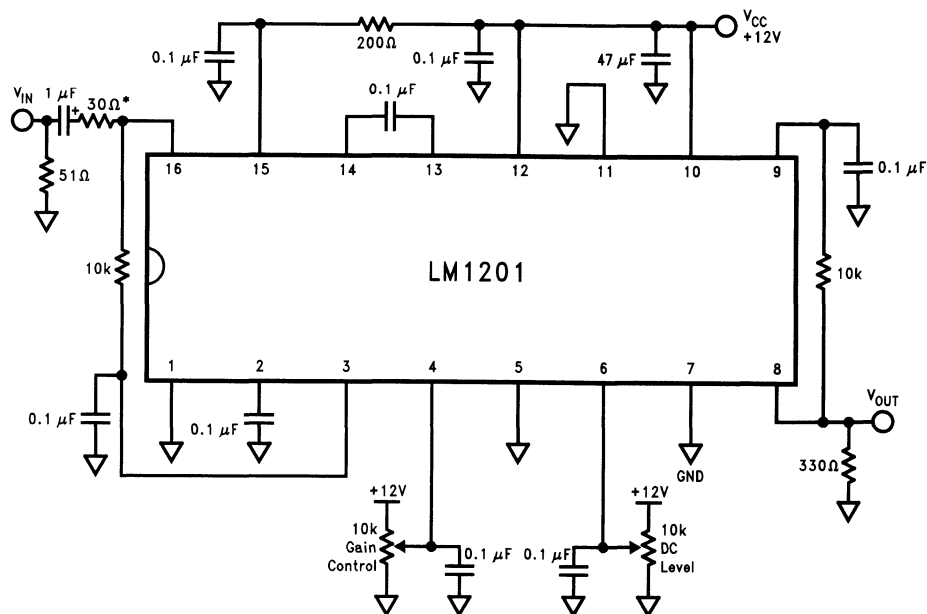 V_CC
+12V
200Ω
0.1 μF
0.1 μF
47 μF
0.1 μF
V_IN
1 μF
+
30Ω*
51Ω
16
15
14
13
12
11
10
9
0.1 μF
10k
LM1201
10k
1
2
3
4
5
6
7
8
0.1 μF
0.1 μF
V_OUT
330Ω
GND
+12V
10k
Gain
Control
0.1 μF
0.1 μF
+12V
10k
DC
Level